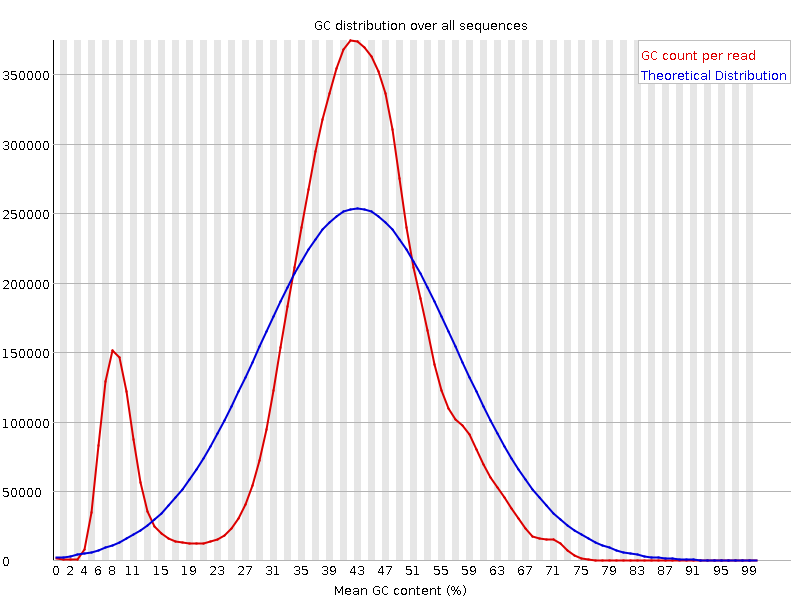 GC distribution over all sequences
GC count per read
Theoretical Distribution
350000
300000
250000
200000
150000
100000
50000
0
0 2 4 6 8 11 15 19 23 27 31 35 39 43 47 51 55 59 63 67 71 75 79 83 87 91 95 99
Mean GC content (%)